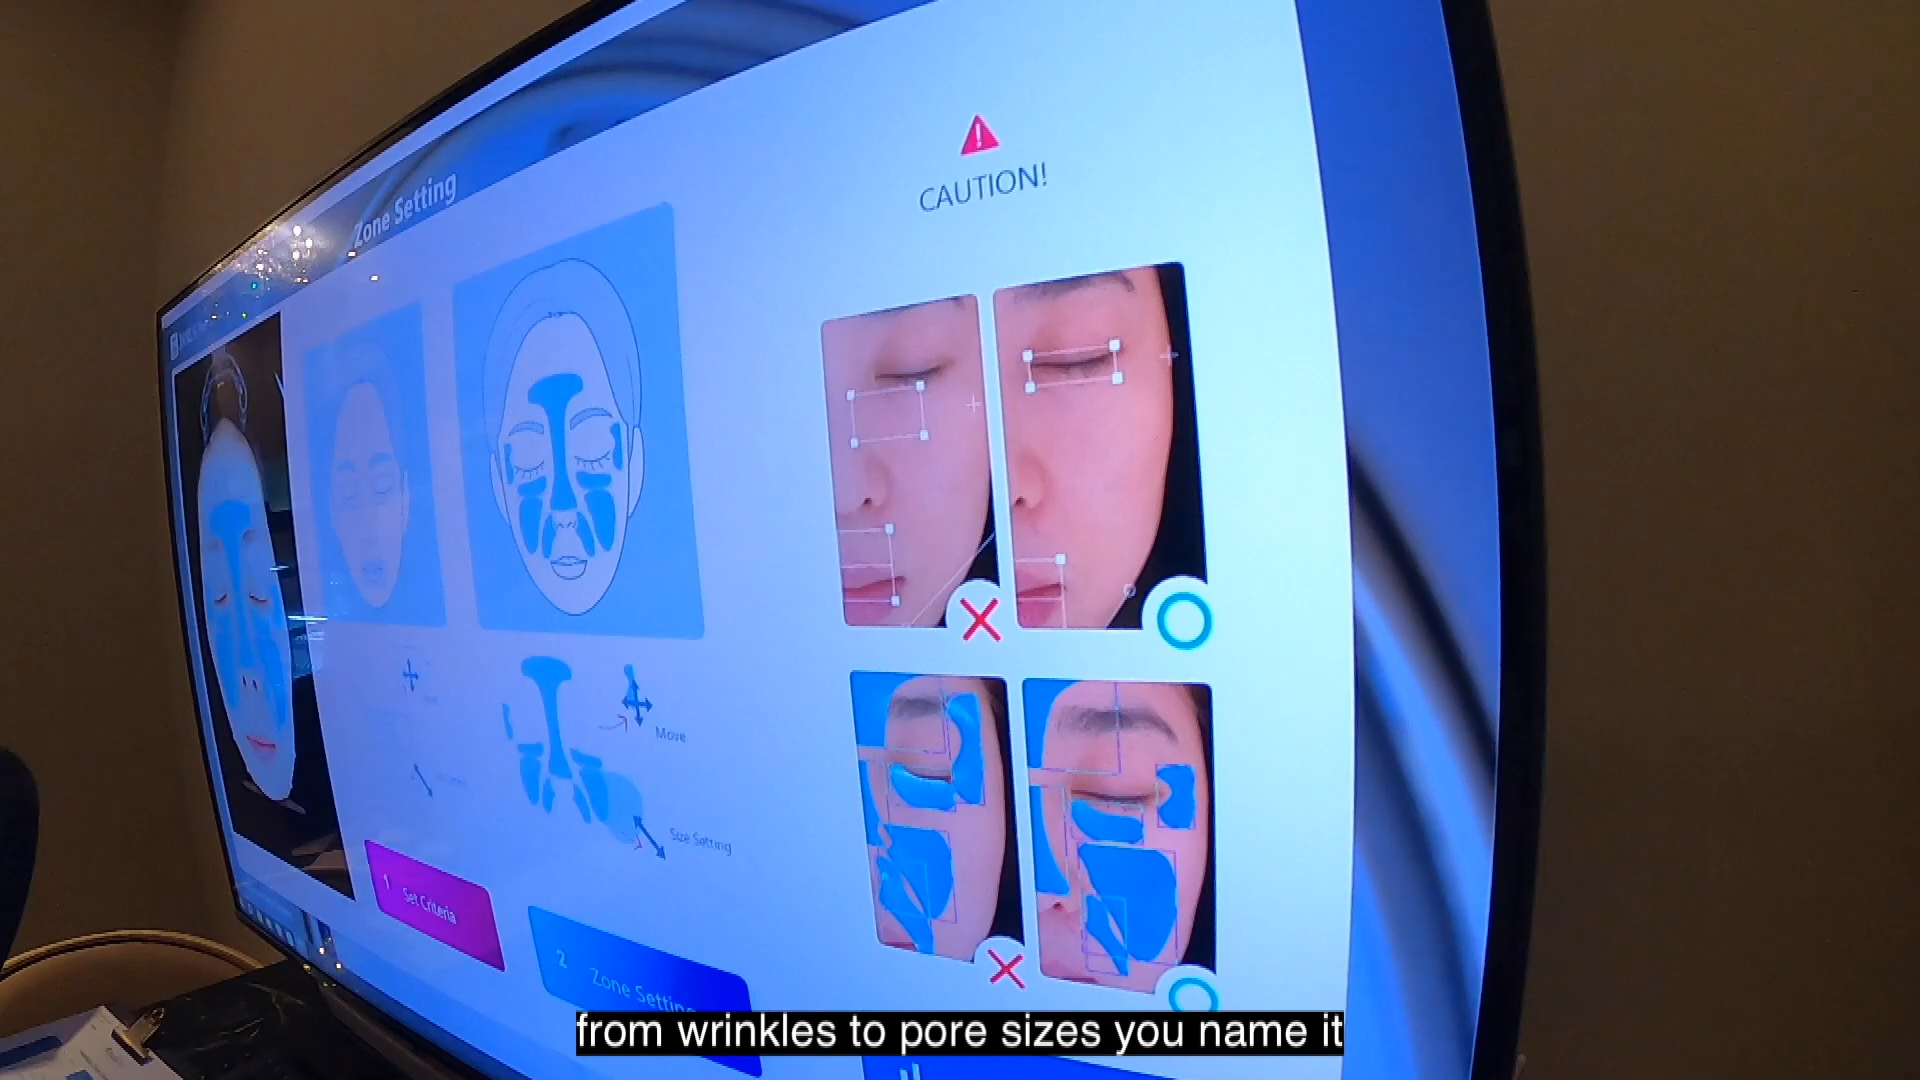 Zone Setting
CAUTION!
Move
Size Setting
1 Set Criteria
2 Zone Setting
from wrinkles to pore sizes you name it